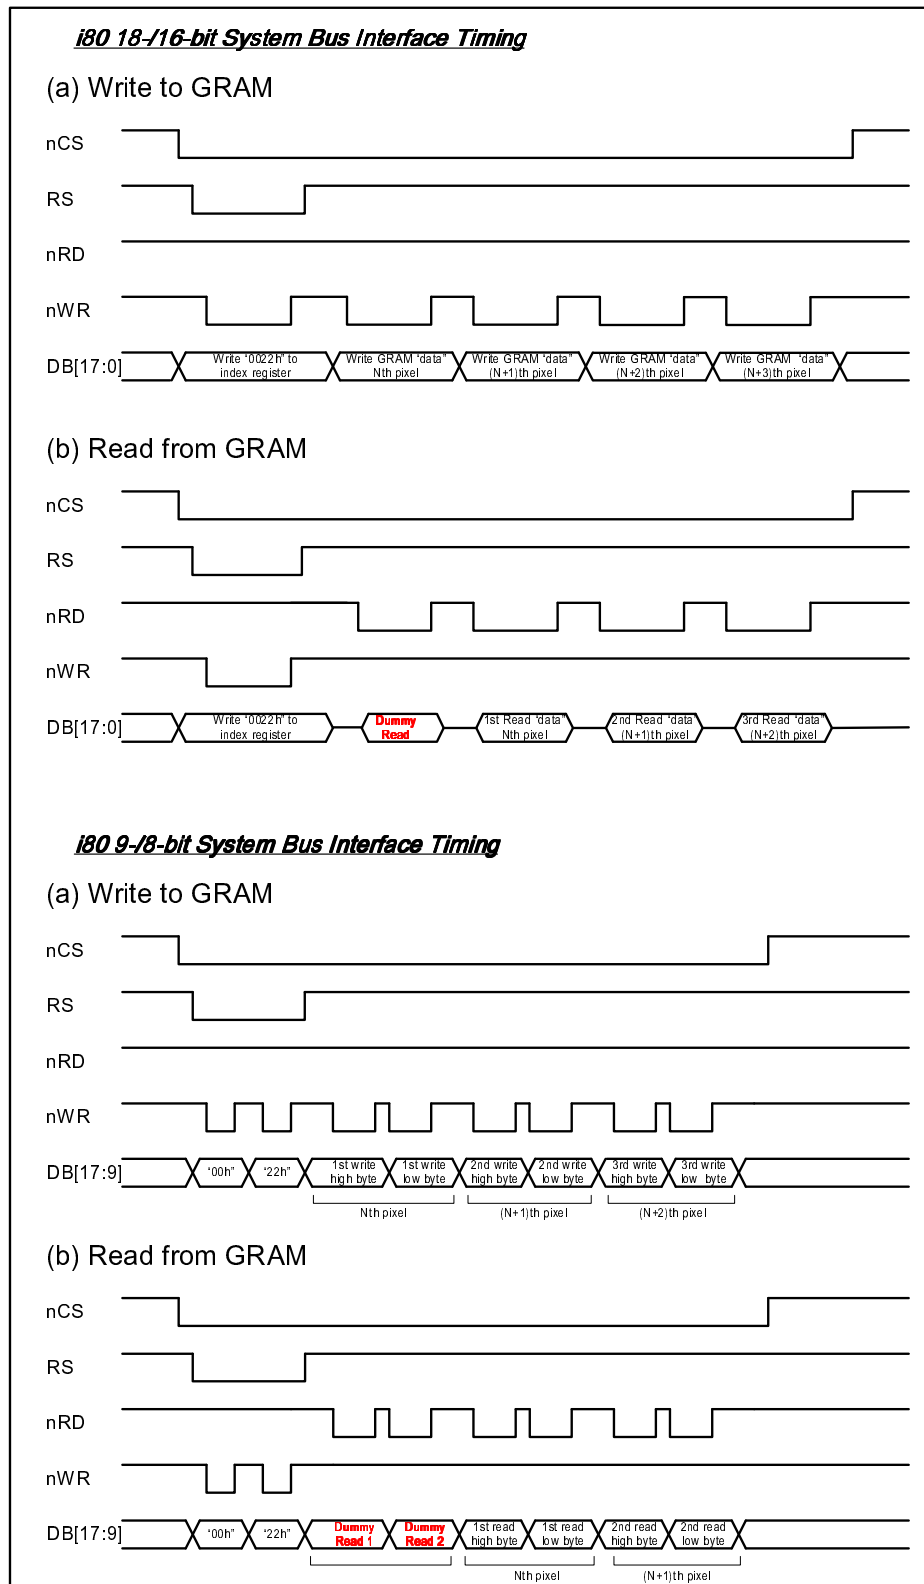 i80 18-/16-bit System Bus Interface Timing
(a) Write to GRAM
nCS
RS
nRD
nWR
DB[17:0]
Write “0022h” to
index register
Write GRAM “data”
Nth pixel
Write GRAM “data”
(N+1)th pixel
Write GRAM “data”
(N+2)th pixel
Write GRAM “data”
(N+3)th pixel
(b) Read from GRAM
nCS
RS
nRD
nWR
DB[17:0]
Write “0022h” to
index register
Dummy
Read
1st Read “data”
Nth pixel
2nd Read “data”
(N+1)th pixel
3rd Read “data”
(N+2)th pixel
i80 9-/8-bit System Bus Interface Timing
(a) Write to GRAM
nCS
RS
nRD
nWR
DB[17:9]
“00h”
“22h”
1st write
high byte
1st write
low byte
2nd write
high byte
2nd write
low byte
3rd write
high byte
3rd write
low byte
Nth pixel
(N+1)th pixel
(N+2)th pixel
(b) Read from GRAM
nCS
RS
nRD
nWR
DB[17:9]
“00h”
“22h”
Dummy
Read 1
Dummy
Read 2
1st read
high byte
1st read
low byte
2nd read
high byte
2nd read
low byte
Nth pixel
(N+1)th pixel